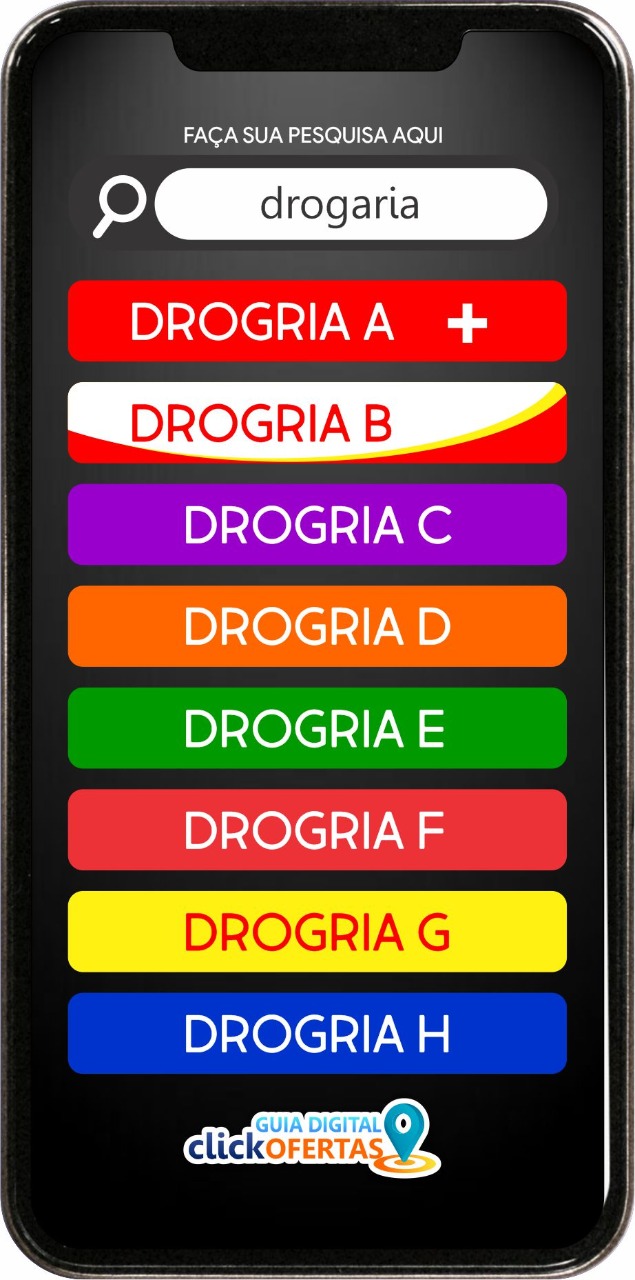 FAÇA SUA PESQUISA AQUI
drogaria
DROGRIA A +
DROGRIA B
DROGRIA C
DROGRIA D
DROGRIA E
DROGRIA F
DROGRIA G
DROGRIA H
GUIA DIGITAL
clickOFERTAS